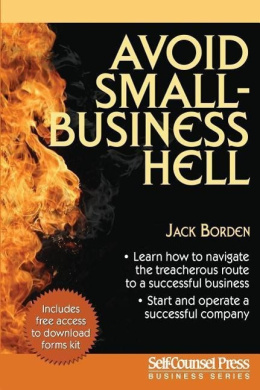 AVOID
SMALL-
BUSINESS
HELL
JACK BORDEN
• Learn how to navigate
the treacherous route
to a successful business
• Start and operate a
successful company
Includes
free access
to download
forms kit
Self-Counsel Press
BUSINESS SERIES